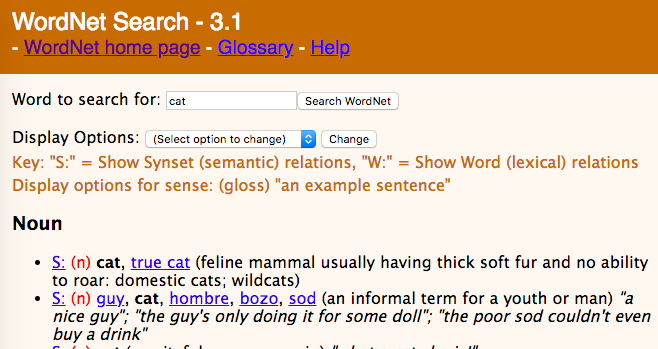 WordNet Search - 3.1
- WordNet home page - Glossary - Help
Word to search for: cat Search WordNet
Display Options: (Select option to change) Change
Key: "S:" = Show Synset (semantic) relations, "W:" = Show Word (lexical) relations
Display options for sense: (gloss) "an example sentence"
Noun
• S: (n) cat, true cat (feline mammal usually having thick soft fur and no ability
to roar: domestic cats; wildcats)
• S: (n) guy, cat, hombre, bozo, sod (an informal term for a youth or man) "a
nice guy"; "the guy's only doing it for some doll"; "the poor sod couldn't even
buy a drink"